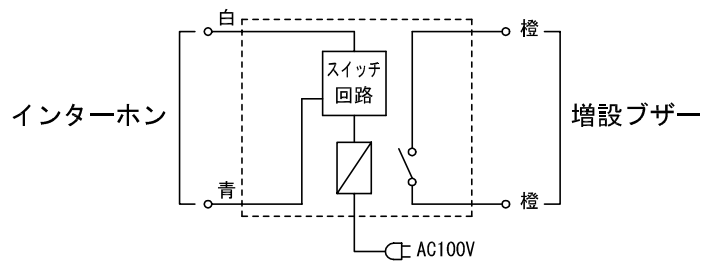 白
橙
スイッチ
回路
インターホン
増設ブザー
青
橙
AC100V